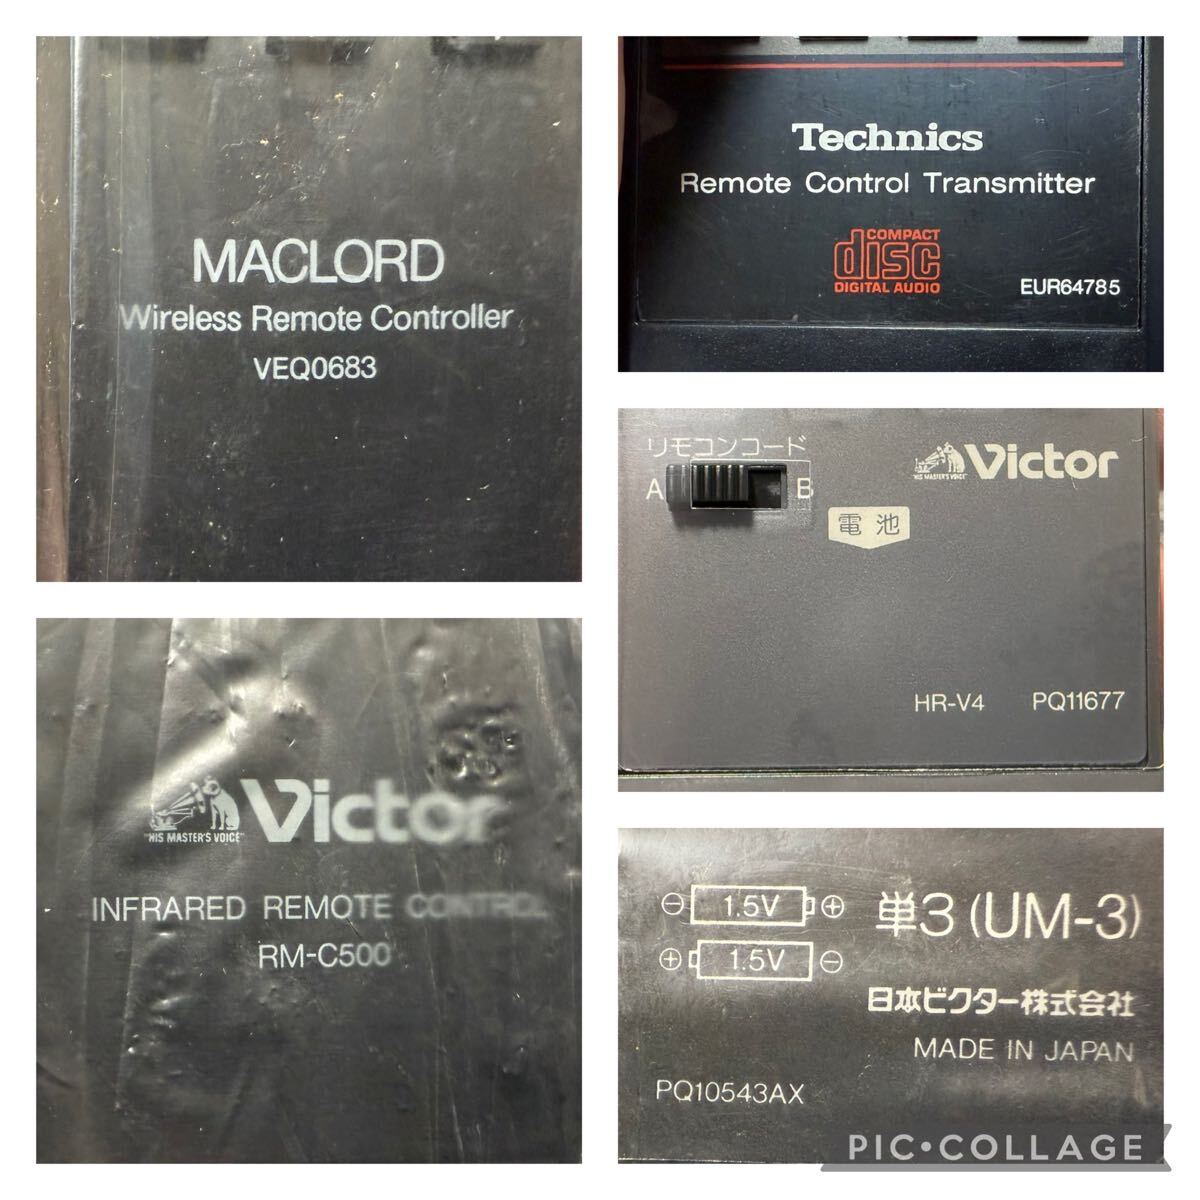 MACLORD
Wireless Remote Controller
VEQ0683
Technics
Remote Control Transmitter
COMPACT
disc
DIGITAL AUDIO
EUR64785
リモコンコード
A B
"HIS MASTER'S VOICE" Victor
電池
HR-V4 PQ11677
"HIS MASTER'S VOICE" Victor
INFRARED REMOTE CONTROL
RM-C500
⊖ 1.5V ⊕
⊕ 1.5V ⊖
単3(UM-3)
日本ビクター株式会社
MADE IN JAPAN
PQ10543AX
PIC•COLLAGE